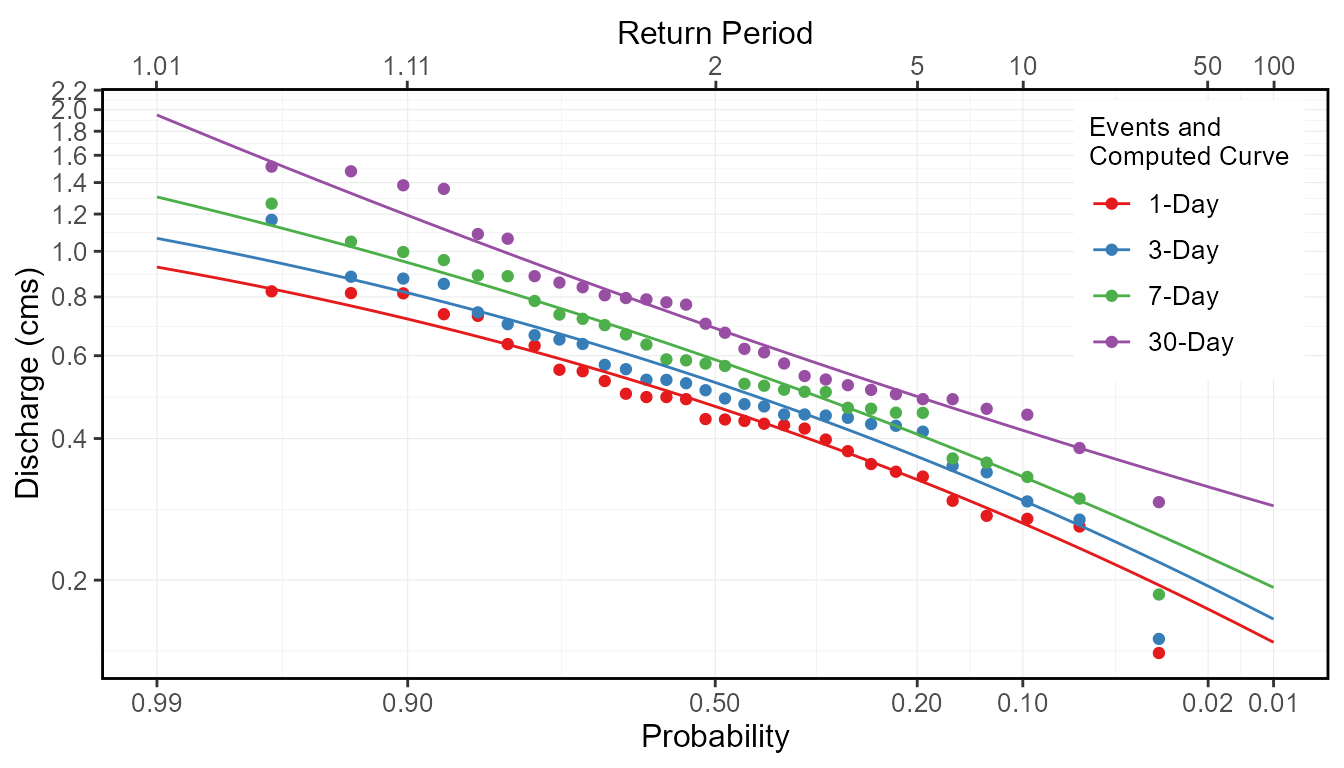 Return Period
1.01 1.11 2 5 10 50 100
2.2
2.0
1.8
1.6
1.4
1.2
1.0
0.8
0.6
0.4
0.2
Discharge (cms)
Events and
Computed Curve
1-Day
3-Day
7-Day
30-Day
0.99 0.90 0.50 0.20 0.10 0.02 0.01
Probability